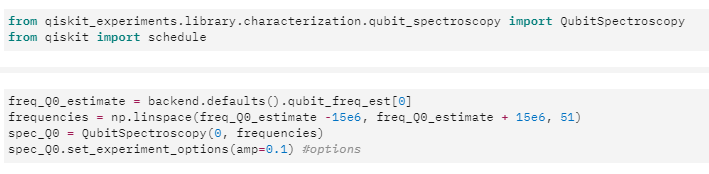 from qiskit_experiments.library.characterization.qubit_spectroscopy import QubitSpectroscopy
from qiskit import schedule
freq_Q0_estimate = backend.defaults().qubit_freq_est[0]
frequencies = np.linspace(freq_Q0_estimate -15e6, freq_Q0_estimate + 15e6, 51)
spec_Q0 = QubitSpectroscopy(0, frequencies)
spec_Q0.set_experiment_options(amp=0.1) #options